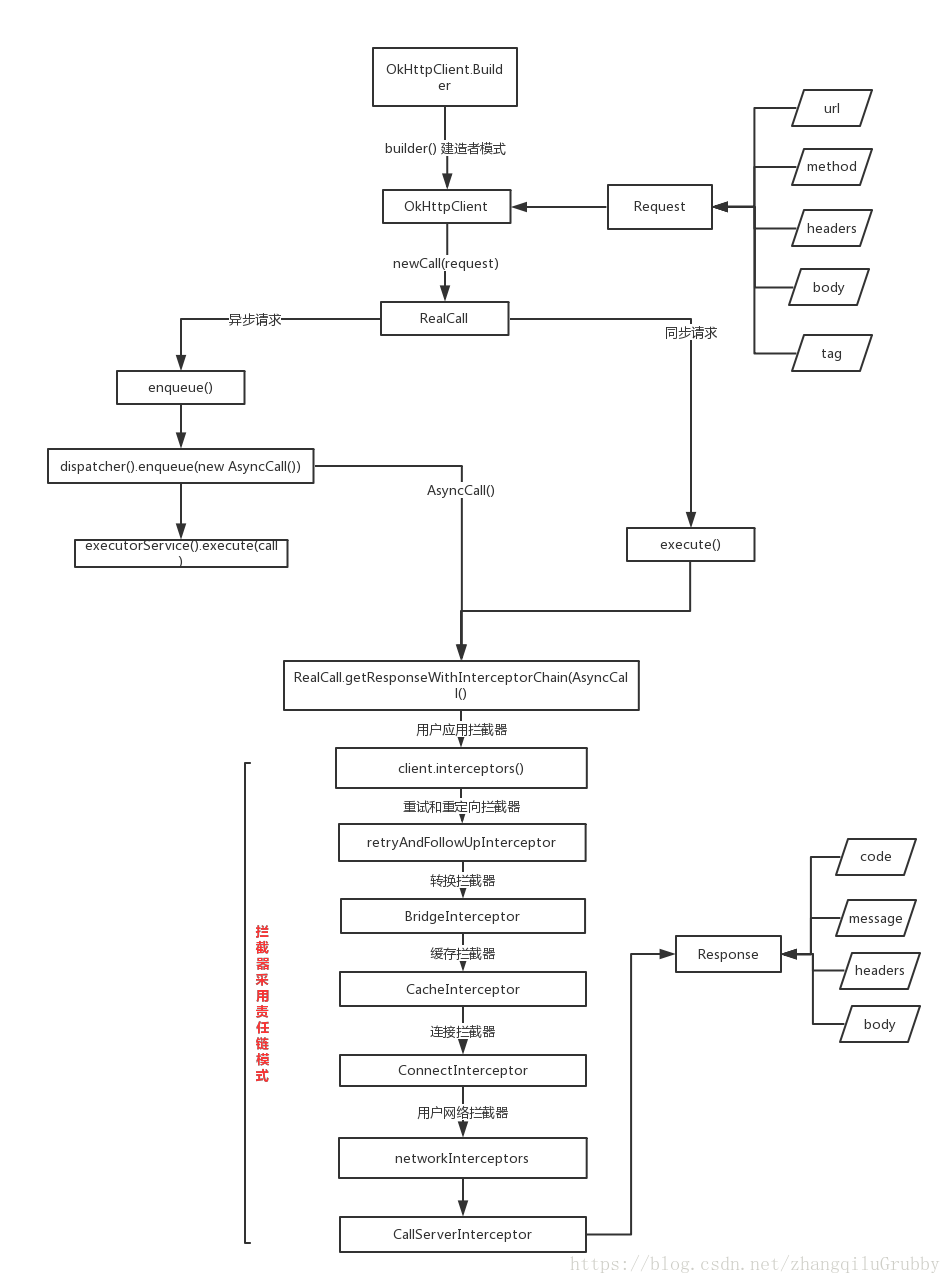 OkHttpClient.Build
er
url
builder() 建造者模式
method
OkHttpClient
Request
headers
newCall(request)
body
RealCall
异步请求
同步请求
tag
enqueue()
dispatcher().enqueue(new AsyncCall())
AsyncCall()
executorService().execute(call
)
execute()
RealCall.getResponseWithInterceptorChain(AsyncCal
l()
用户应用拦截器
client.interceptors()
重试和重定向拦截器
retryAndFollowUpInterceptor
转换拦截器
BridgeInterceptor
缓存拦截器
CacheInterceptor
连接拦截器
ConnectInterceptor
用户网络拦截器
networkInterceptors
CallServerInterceptor
拦截器采用责任链模式
Response
code
message
headers
body
https://blog.csdn.net/zhangqiluGrubby